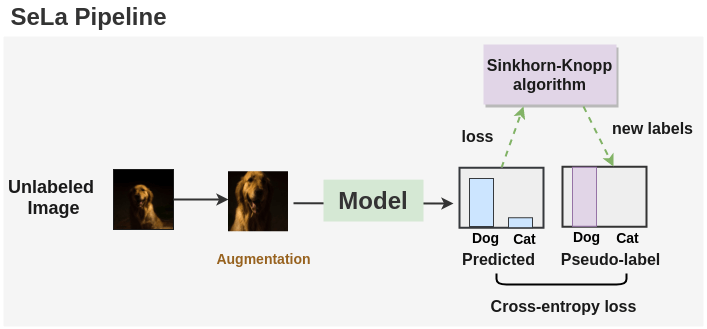 SeLa Pipeline
Sinkhorn-Knopp
algorithm
loss
new labels
Unlabeled
Image
Model
Augmentation
Dog Cat
Dog Cat
Predicted
Pseudo-label
Cross-entropy loss